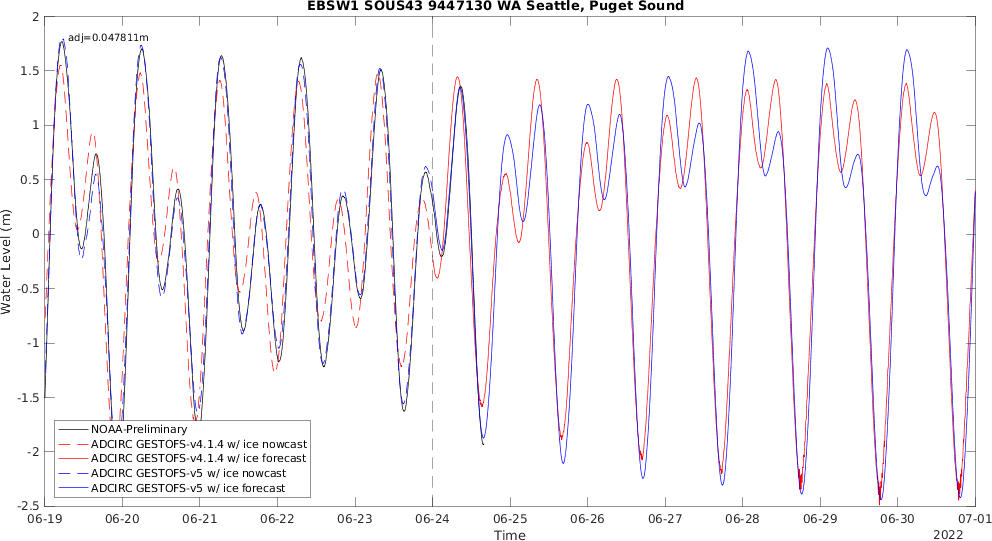 EBSW1 SOUS43 9447130 WA Seattle, Puget Sound
adj=0.047811m
Water Level (m)
2
1.5
1
0.5
0
-0.5
-1
-1.5
-2
-2.5
NOAA-Preliminary
ADCIRC GESTOFS-v4.1.4 w/ ice nowcast
ADCIRC GESTOFS-v4.1.4 w/ ice forecast
ADCIRC GESTOFS-v5 w/ ice nowcast
ADCIRC GESTOFS-v5 w/ ice forecast
06-19 06-20 06-21 06-22 06-23 06-24 06-25 06-26 06-27 06-28 06-29 06-30 07-01
Time
2022